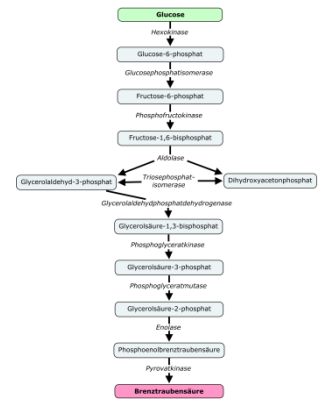 Glucose
Hexokinase
Glucose-6-phosphat
Glucosephosphatisomerase
Fructose-6-phosphat
Phosphofructokinase
Fructose-1,6-bisphosphat
Aldolase
Glycerolaldehyd-3-phosphat
Triosephosphat-
isomerase
Dihydroxyacetonphosphat
Glycerolaldehydphosphatdehydrogenase
Glycerolsäure-1,3-bisphosphat
Phosphoglyceratkinase
Glycerolsäure-3-phosphat
Phosphoglyceratmutase
Glycerolsäure-2-phosphat
Enolase
Phosphoenolbrenztraubensäure
Pyrovatkinase
Brenztraubensäure